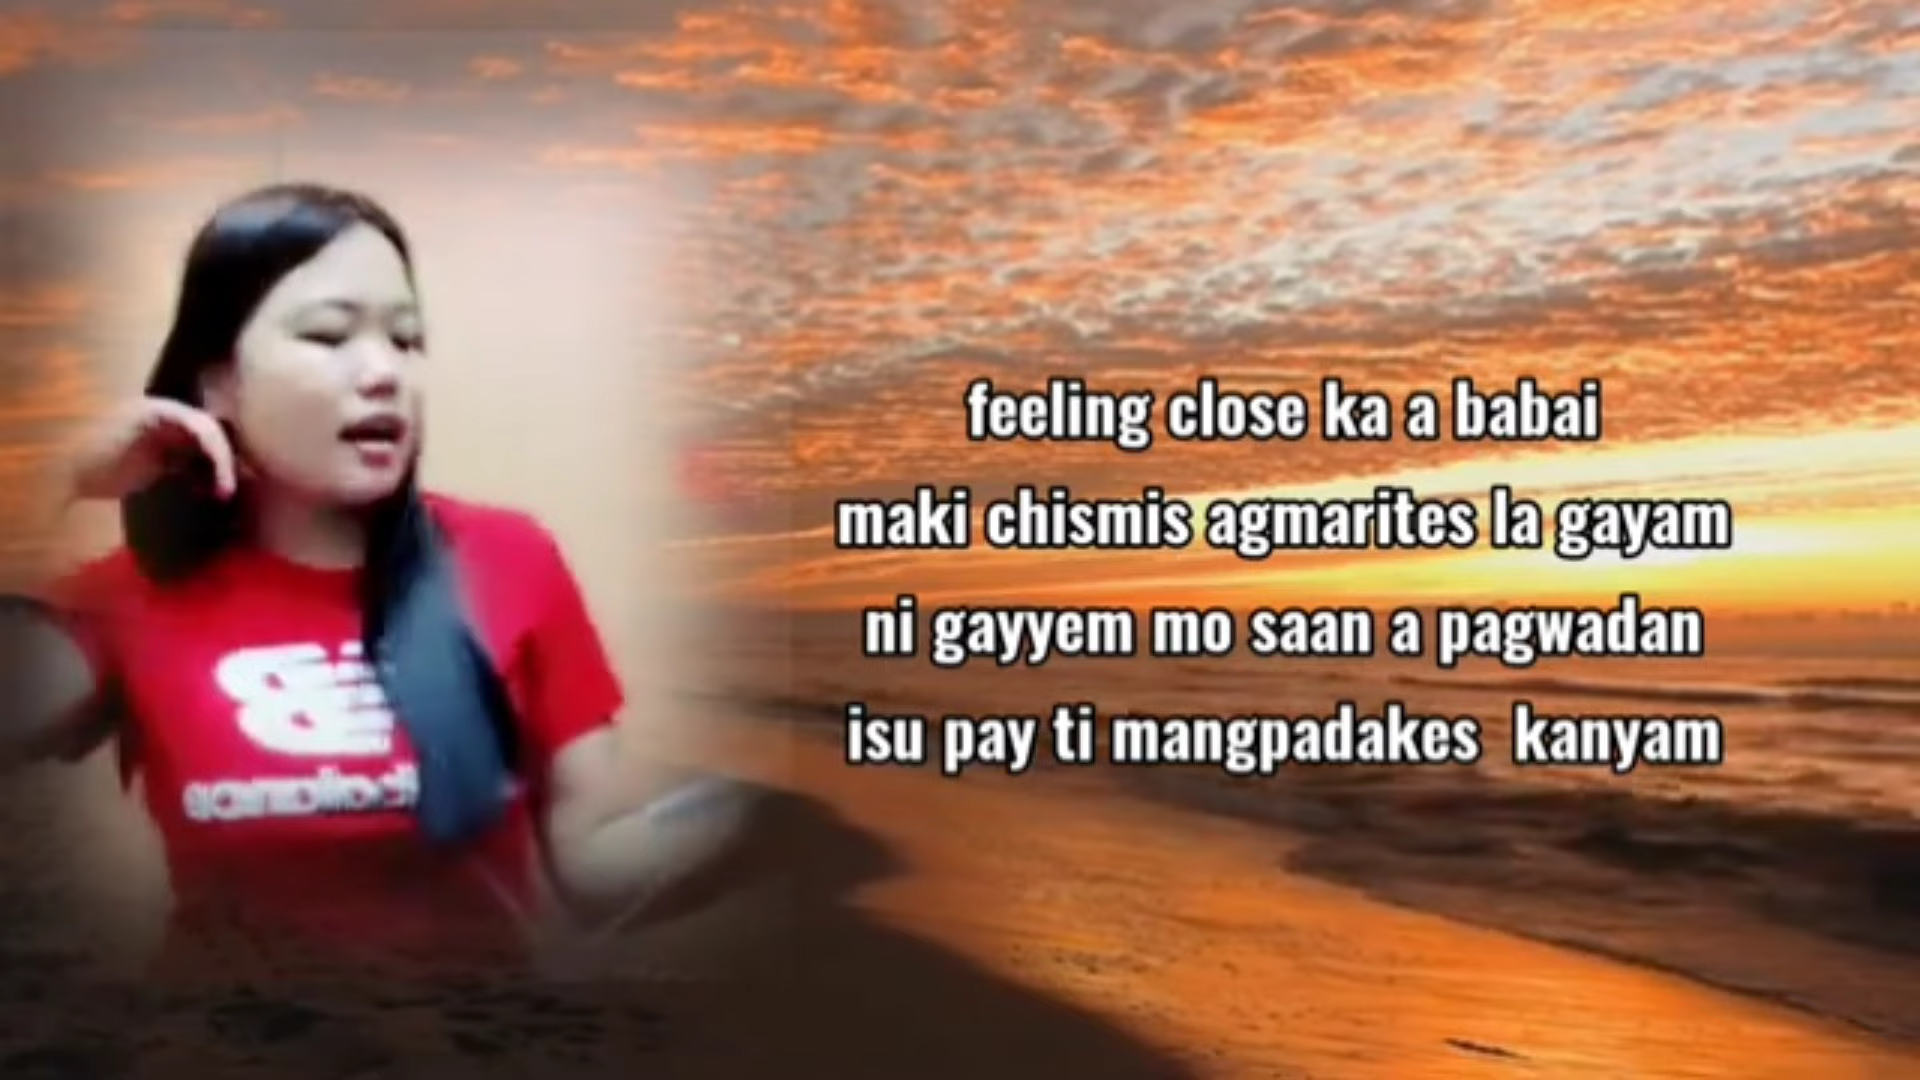 feeling close ka a babai
maki chismis agmarites la gayam
ni gayyem mo saan a pagwadan
isu pay ti mangpadakes kanyam